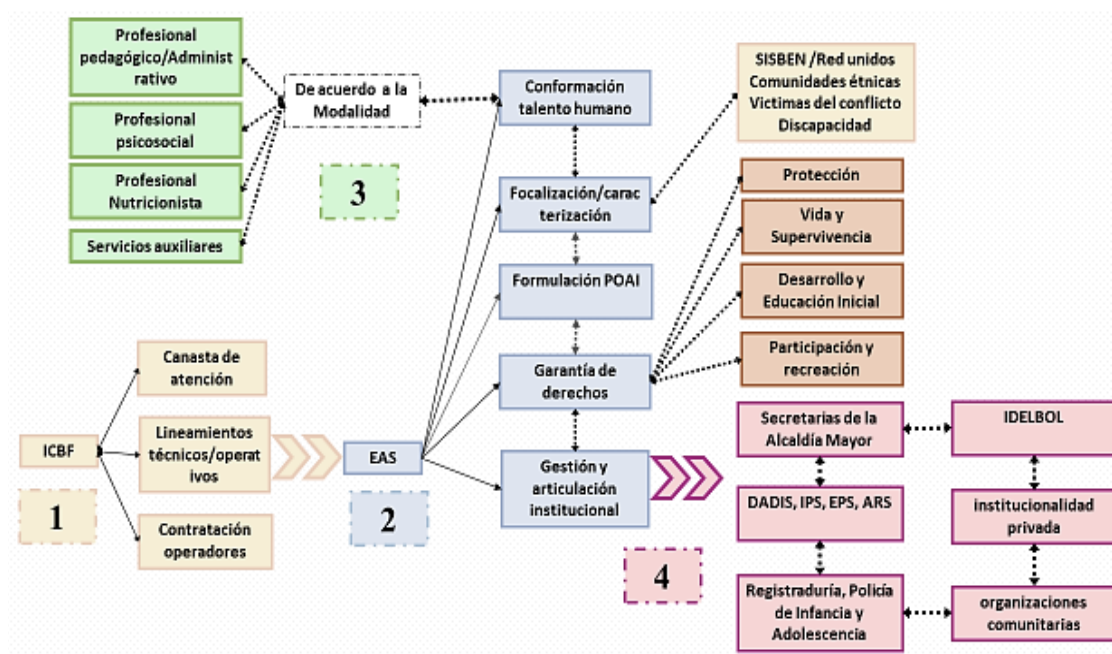 Profesional
pedagógico/Administ
rativo
Profesional
psicosocial
Profesional
Nutricionista
Servicios auxiliares
De acuerdo a la
Modalidad
3
Conformación
talento humano
Focalización/carac
terización
Formulación POAI
Garantía de
derechos
Gestión y
articulación
institucional
SISBEN /Red unidos
Comunidades étnicas
Victimas del conflicto
Discapacidad
Protección
Vida y
Supervivencia
Desarrollo y
Educación Inicial
Participación y
recreación
ICBF
1
Canasta de
atención
Lineamientos
técnicos/operat
ivos
Contratación
operadores
EAS
2
4
Secretarias de la
Alcaldía Mayor
IDELBOL
DADIS, IPS, EPS, ARS
institucionalidad
privada
Registraduría, Policía
de Infancia y
Adolescencia
organizaciones
comunitarias